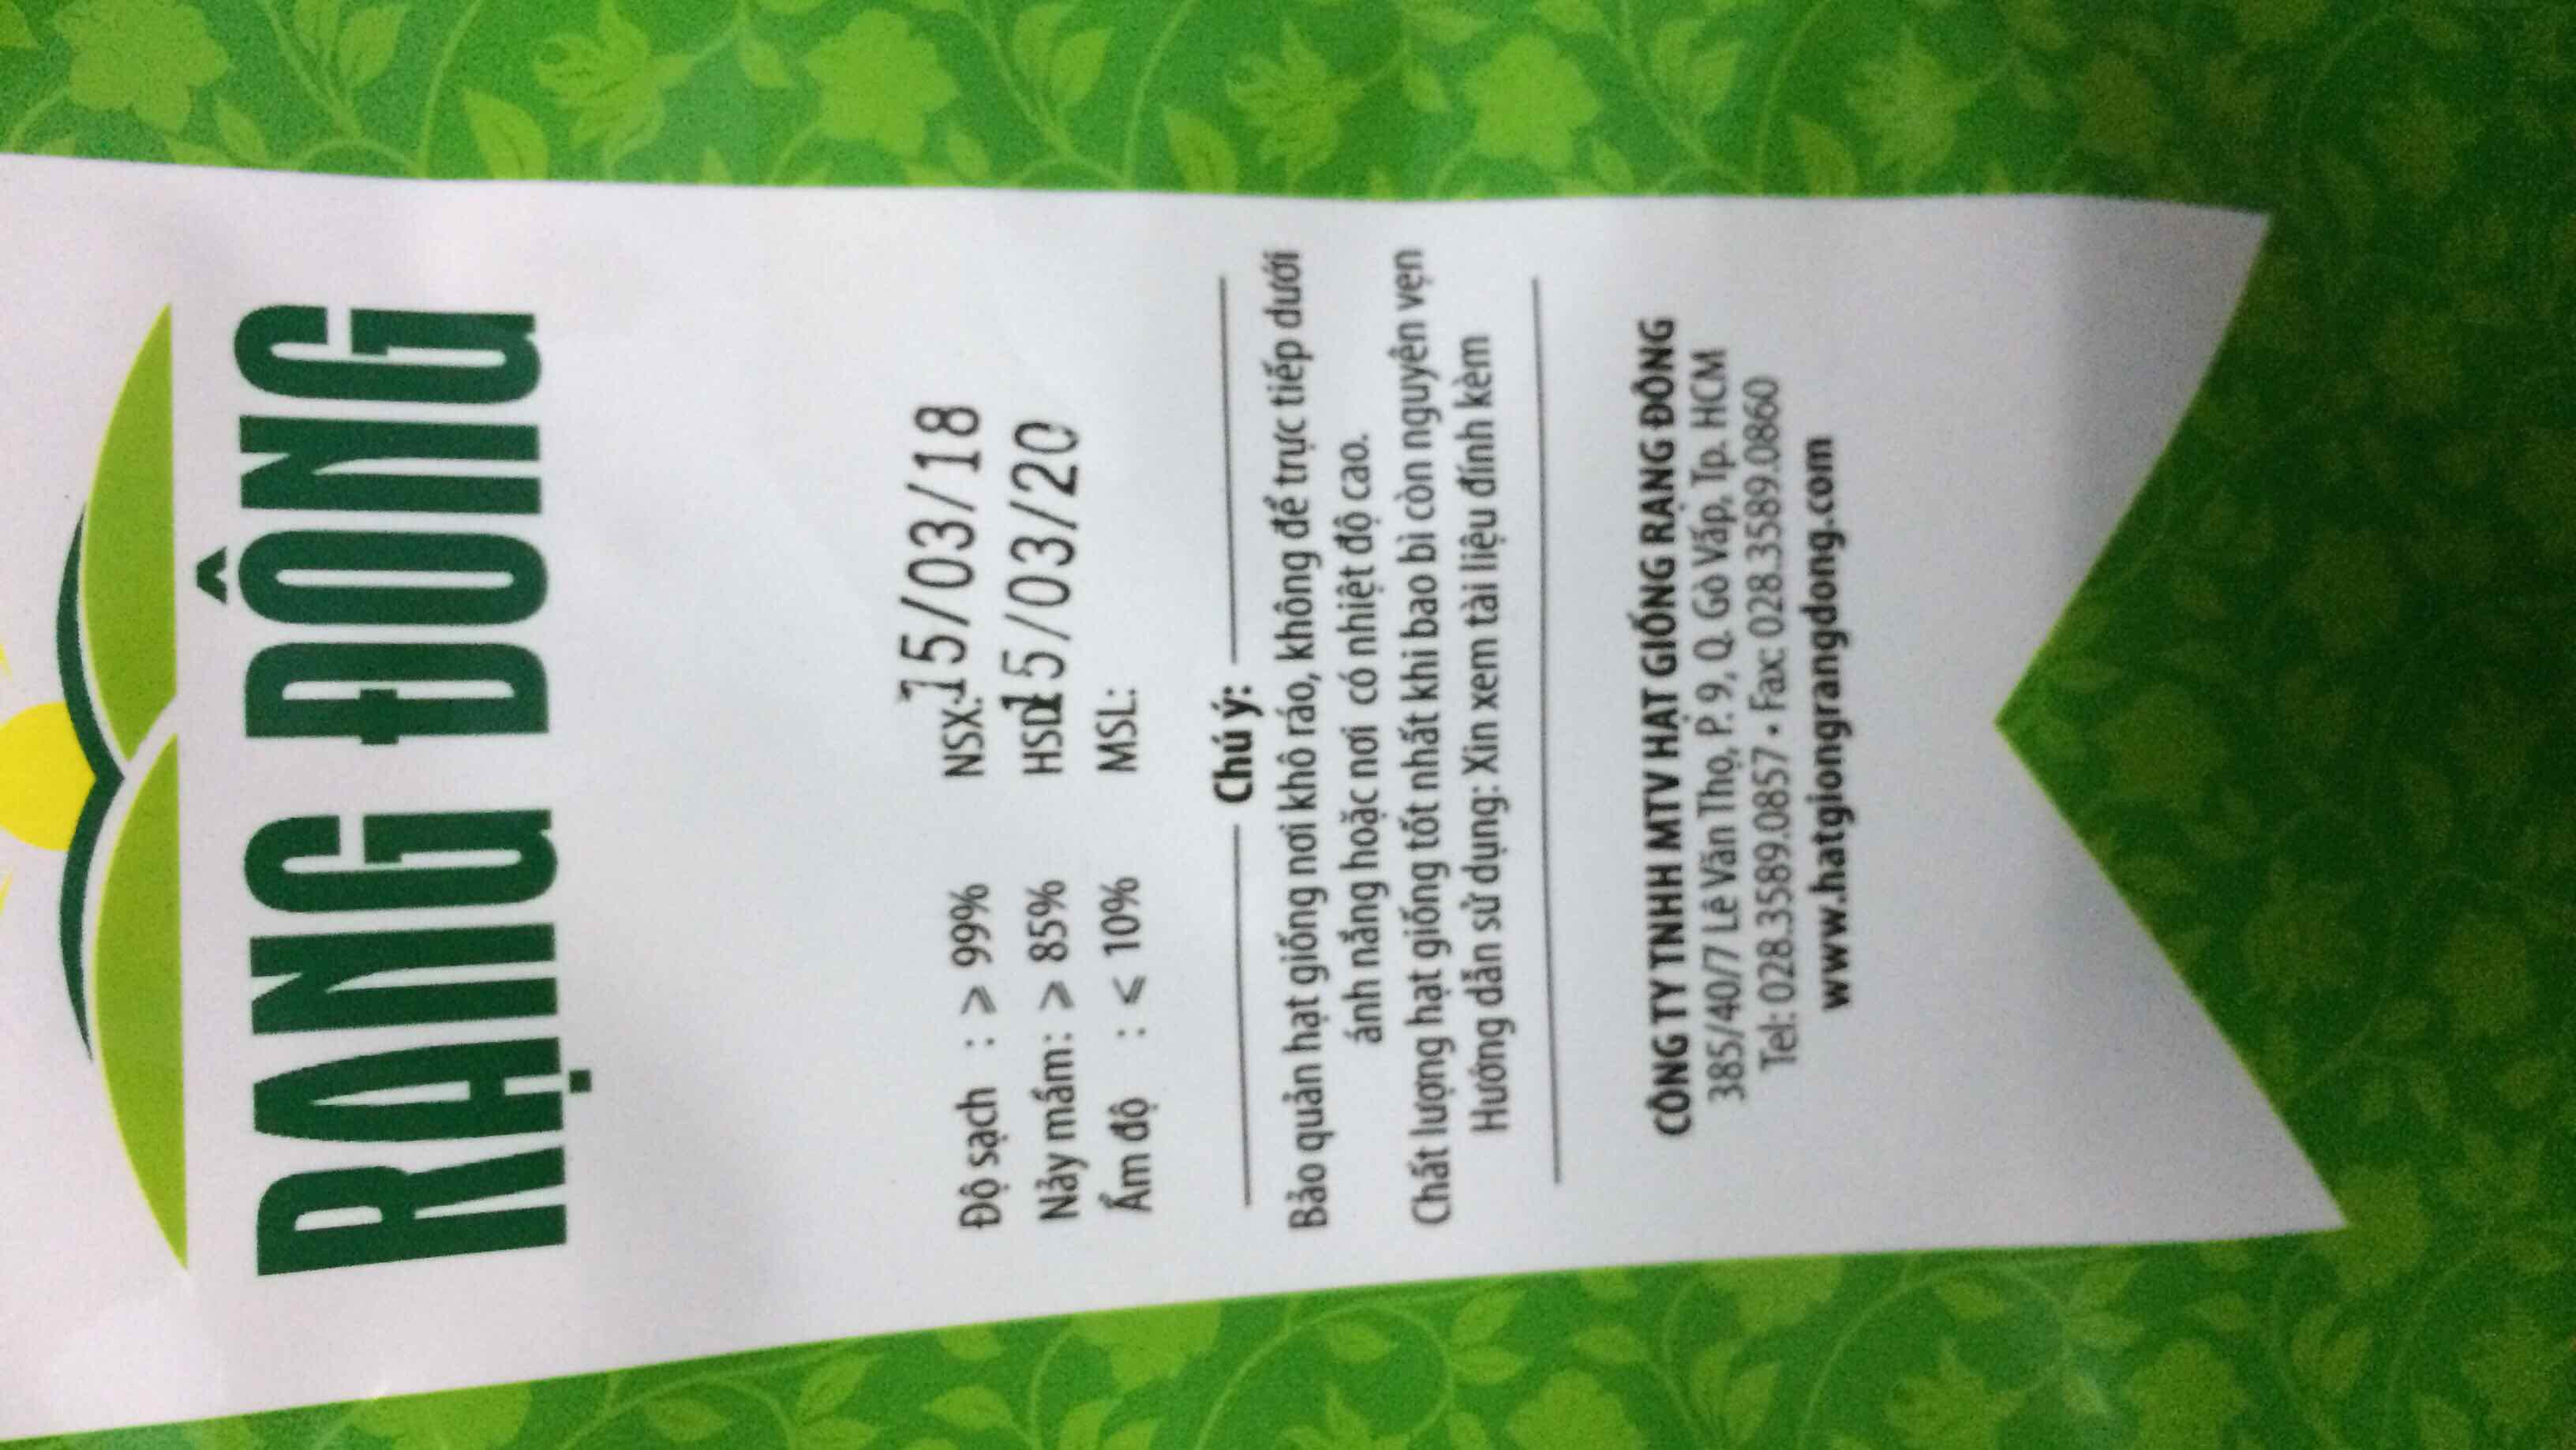 RẠNG ĐÔNG
Độ sạch : ⩾ 99% NSX: 15/03/18
Nảy mầm: ⩾ 85% HSD: 15/03/20
Ẩm độ : ⩽ 10% MSL:
Chú ý:
Bảo quản hạt giống nơi khô ráo, không để trực tiếp dưới
ánh nắng hoặc nơi có nhiệt độ cao.
Chất lượng hạt giống tốt nhất khi bao bì còn nguyên vẹn
Hướng dẫn sử dụng: Xin xem tài liệu đính kèm
CÔNG TY TNHH MTV HẠT GIỐNG RẠNG ĐÔNG
385/40/7 Lê Văn Thọ, P. 9, Q. Gò Vấp, Tp. HCM
Tel: 028.3589.0857 • Fax: 028.3589.0860
www.hatgiongrangdong.com